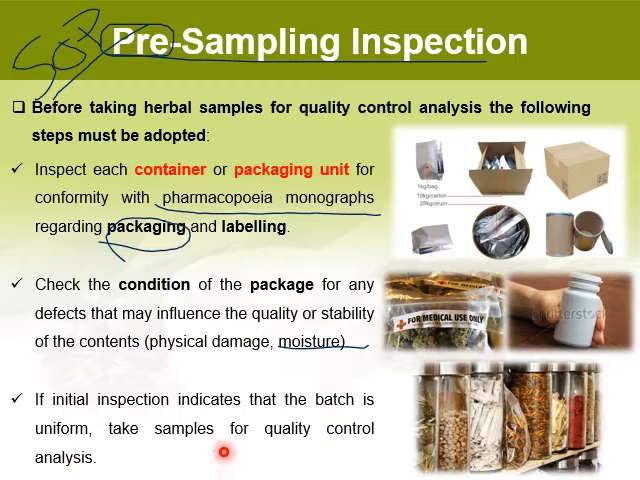 Pre-Sampling Inspection
❑ Before taking herbal samples for quality control analysis the following
steps must be adopted:
✓ Inspect each container or packaging unit for
conformity with pharmacopoeia monographs
regarding packaging and labelling.
✓ Check the condition of the package for any
defects that may influence the quality or stability
of the contents (physical damage, moisture)
✓ If initial inspection indicates that the batch is
uniform, take samples for quality control
analysis.
1kg/bag
10kg/carton
25kg/drum
FOR MEDICAL USE ONLY
FOR MEDICAL USE ONLY
shutterstock